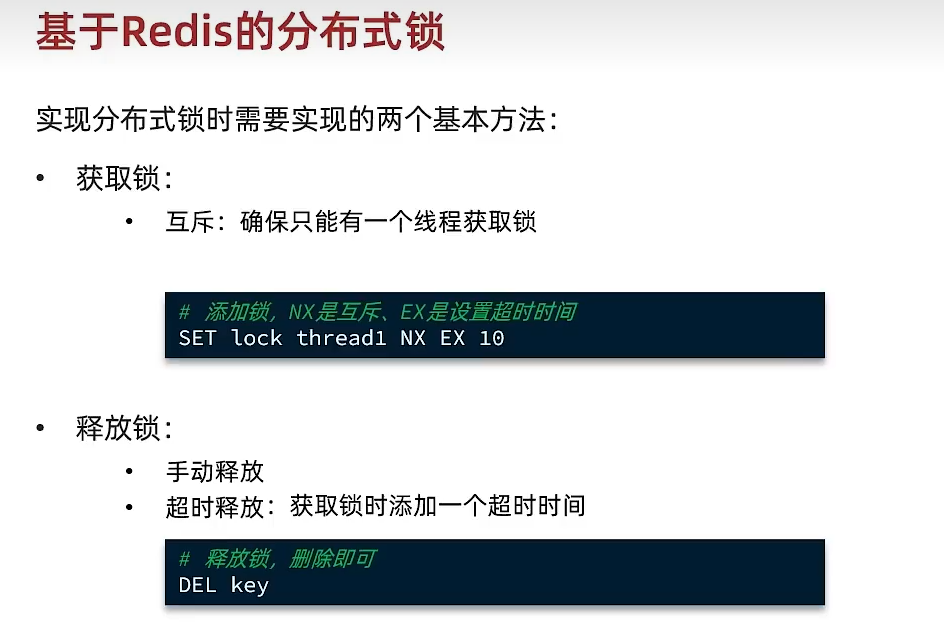 基于Redis的分布式锁
实现分布式锁时需要实现的两个基本方法：
• 获取锁：
• 互斥：确保只能有一个线程获取锁
# 添加锁，NX是互斥、EX是设置超时时间
SET lock thread1 NX EX 10
• 释放锁：
• 手动释放
• 超时释放：获取锁时添加一个超时时间
# 释放锁，删除即可
DEL key